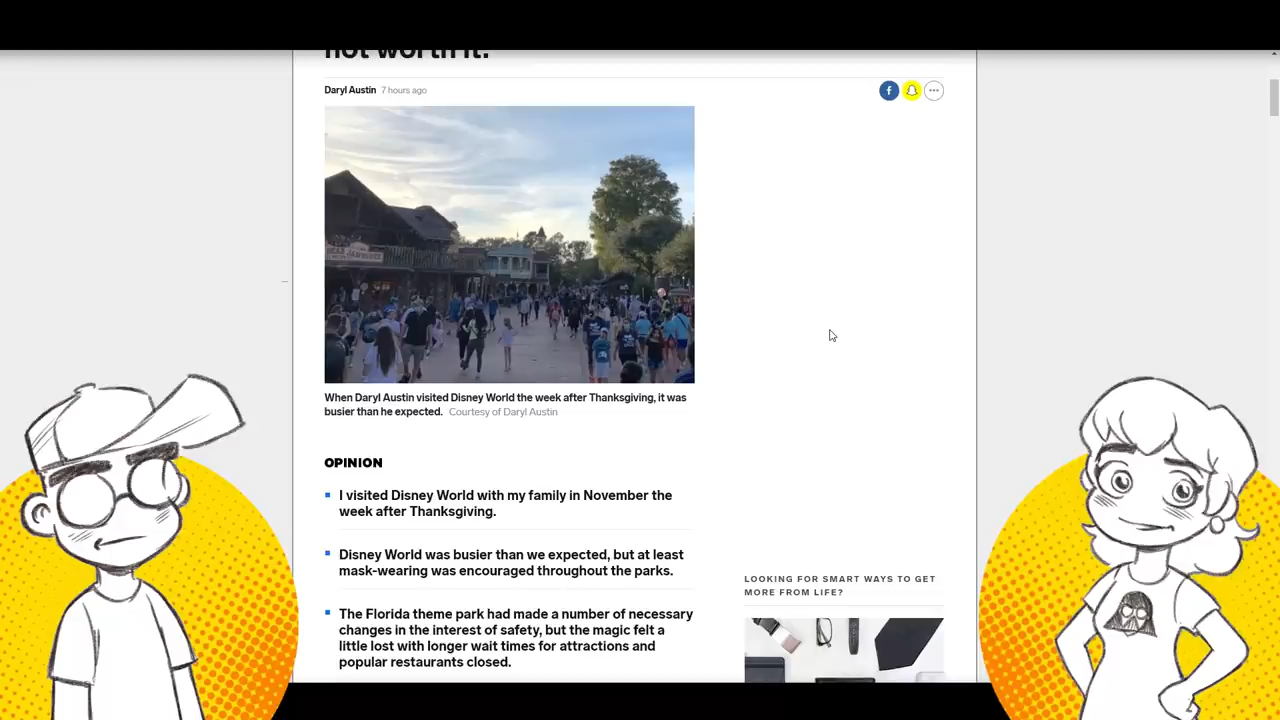 not worth it.
Daryl Austin 7 hours ago
When Daryl Austin visited Disney World the week after Thanksgiving, it was
busier than he expected. Courtesy of Daryl Austin
OPINION
I visited Disney World with my family in November the
week after Thanksgiving.
Disney World was busier than we expected, but at least
mask-wearing was encouraged throughout the parks.
The Florida theme park had made a number of necessary
changes in the interest of safety, but the magic felt a
little lost with longer wait times for attractions and
popular restaurants closed.
LOOKING FOR SMART WAYS TO GET
MORE FROM LIFE?